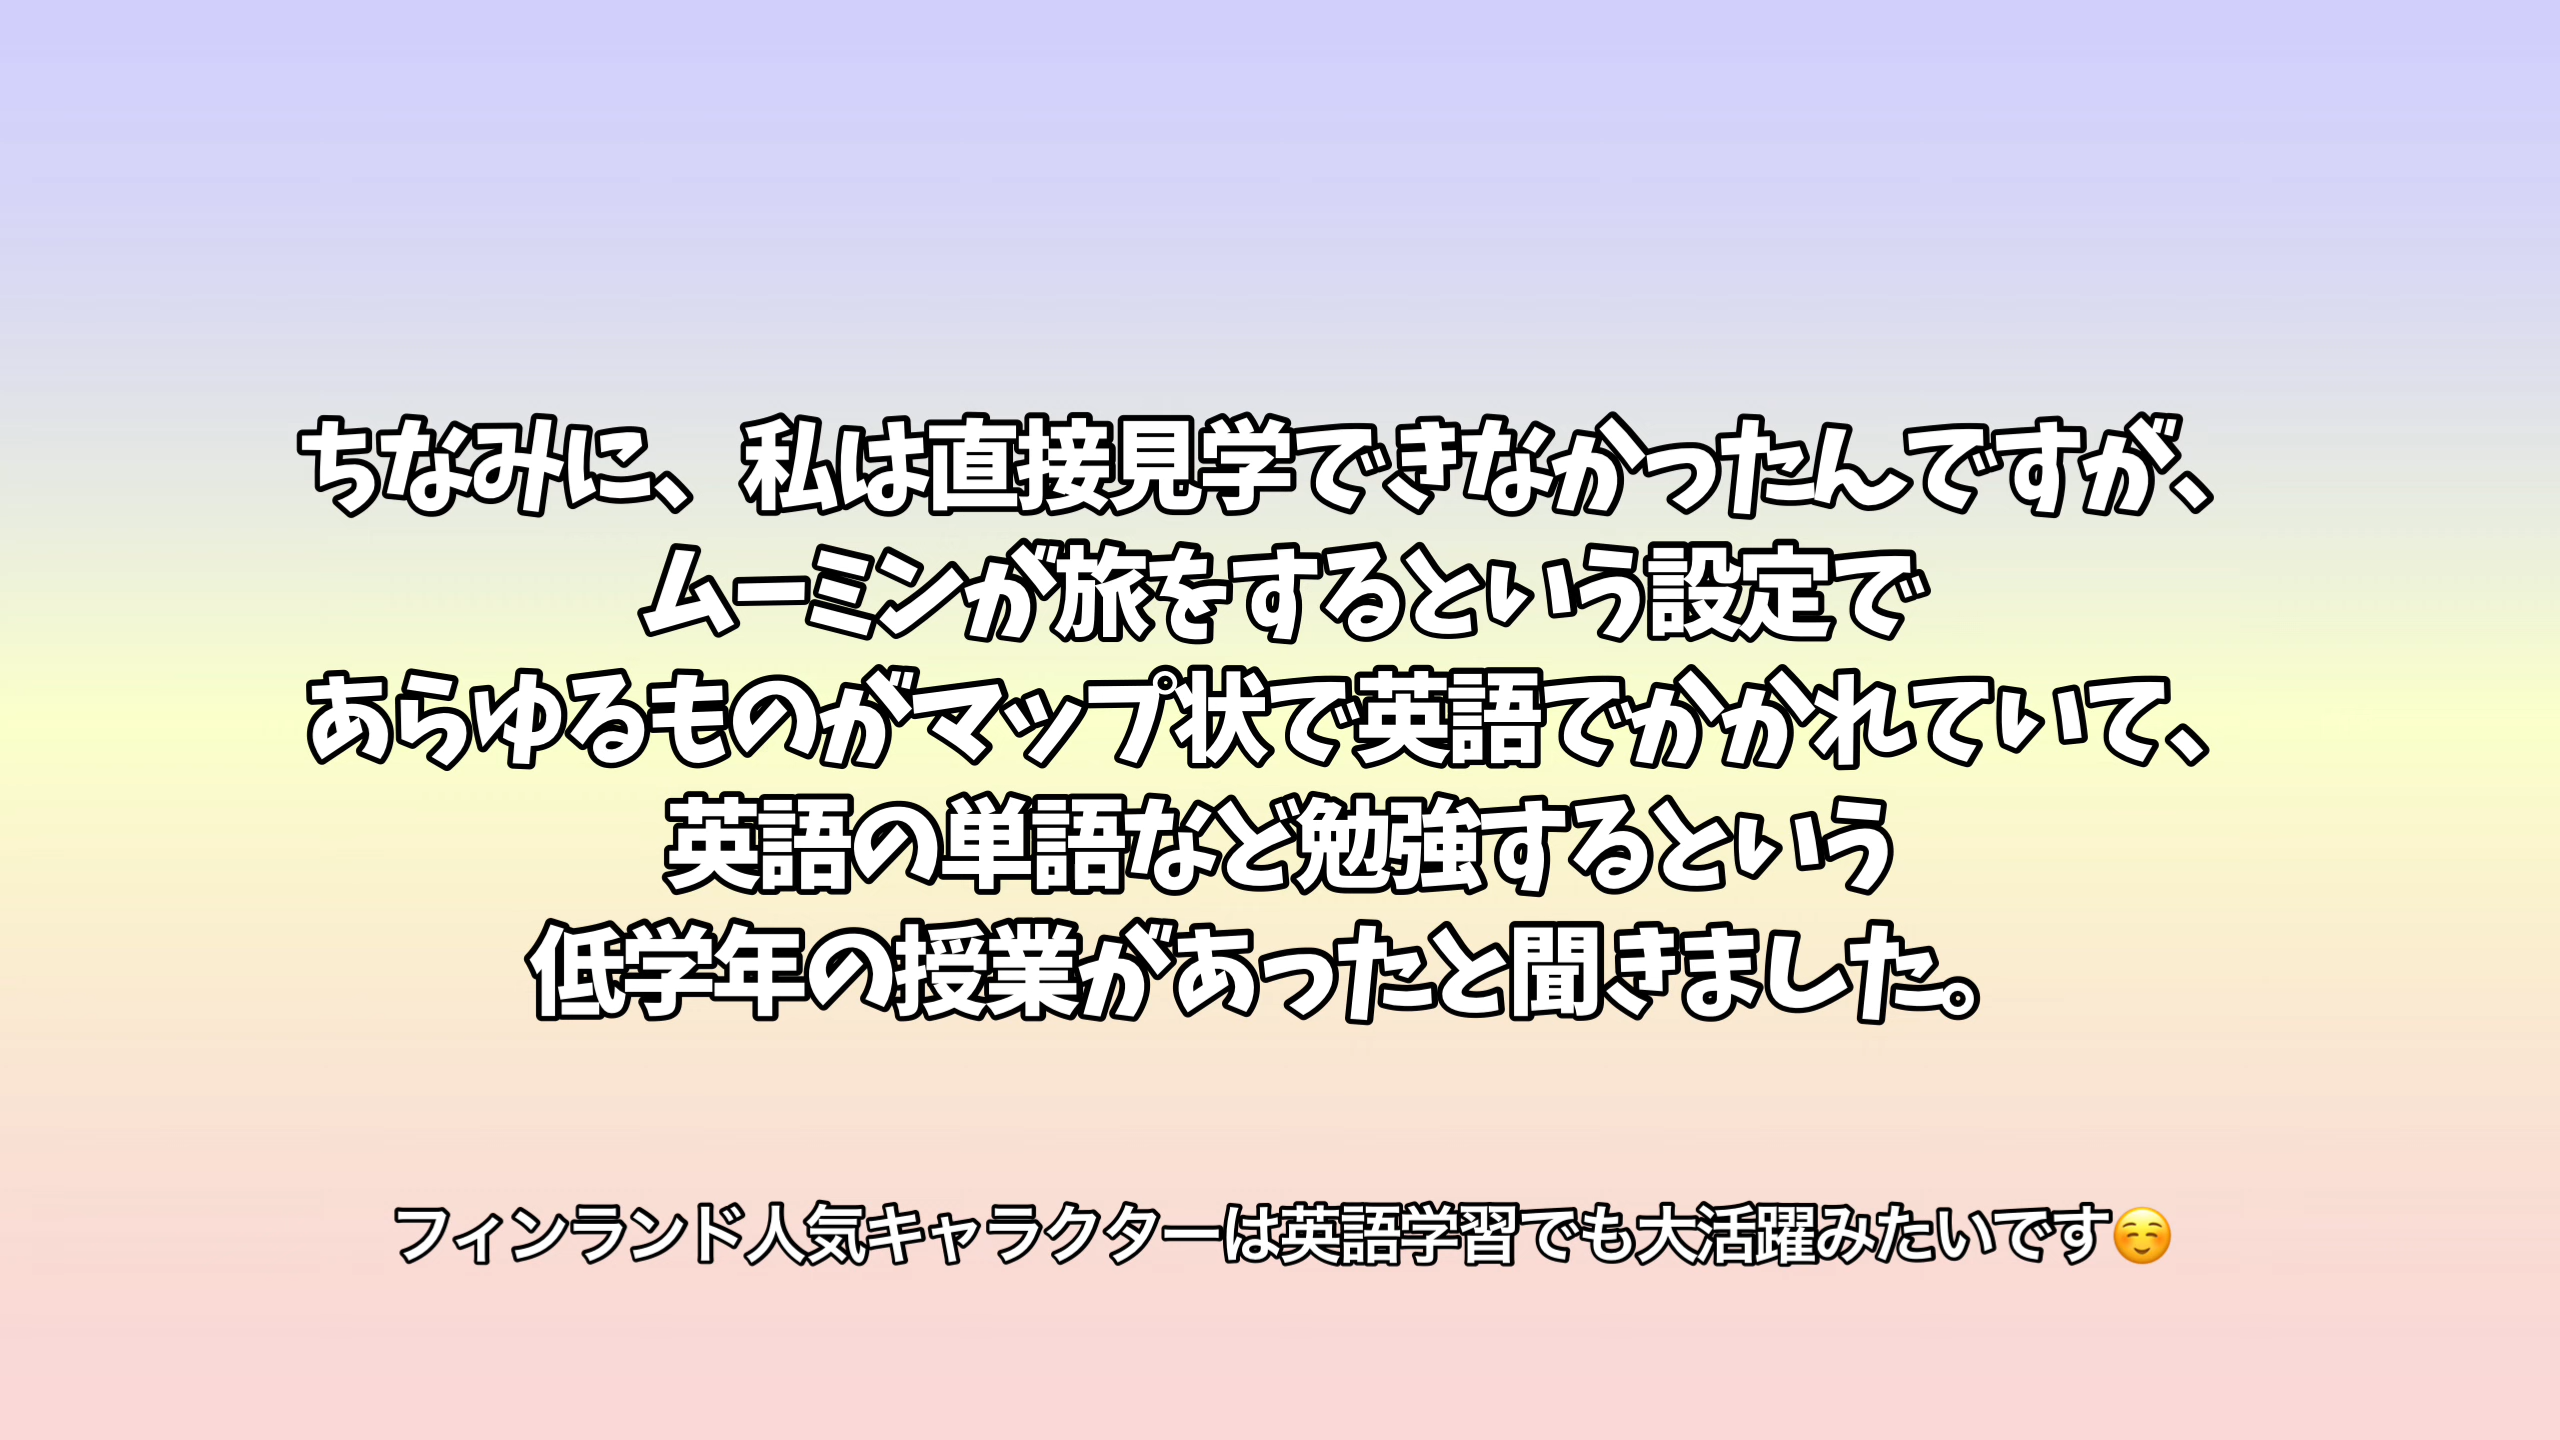 ちなみに、私は直接見学できなかったんですが、
ムーミンが旅をするという設定で
あらゆるものがマップ状で英語でかかれていて、
英語の単語など勉強するという
低学年の授業があったと聞きました。
フィンランド人気キャラクターは英語学習でも大活躍みたいです☺️